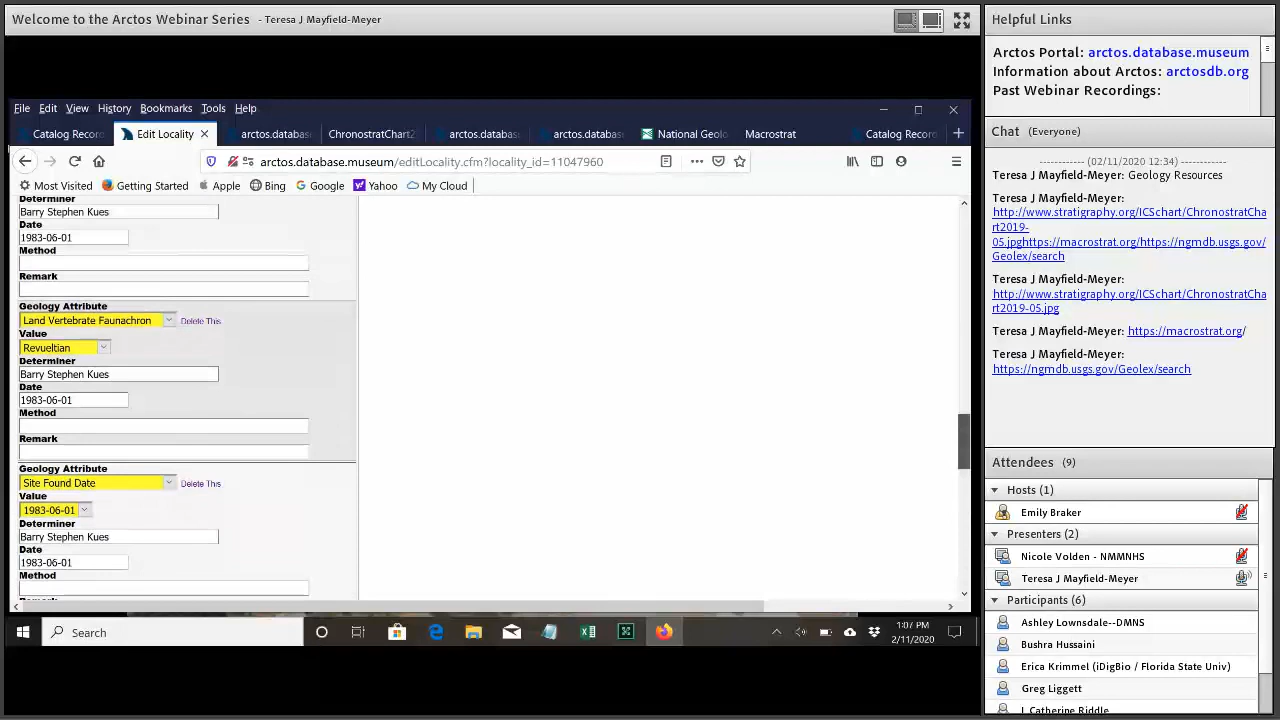 Welcome to the Arctos Webinar Series - Teresa J Mayfield-Meyer
File Edit View History Bookmarks Tools Help
Catalog Recor Edit Locality arctos.databas ChronostratChart2 arctos.databas arctos.databas National Geolo Macrostrat Catalog Recor
arctos.database.museum/editLocality.cfm?locality_id=11047960
Most Visited Getting Started Apple Bing Google Yahoo My Cloud
Determiner
Barry Stephen Kues
Date
1983-06-01
Method
Remark
Geology Attribute
Land Vertebrate Faunachron Delete This
Value
Revueltian
Determiner
Barry Stephen Kues
Date
1983-06-01
Method
Remark
Geology Attribute
Site Found Date Delete This
Value
1983-06-01
Determiner
Barry Stephen Kues
Date
1983-06-01
Method
Search
1:07 PM
2/11/2020
Helpful Links
Arctos Portal: arctos.database.museum
Information about Arctos: arctosdb.org
Past Webinar Recordings:
Chat (Everyone)
------------ (02/11/2020 12:34) ------------
Teresa J Mayfield-Meyer: Geology Resources
Teresa J Mayfield-Meyer:
http://www.stratigraphy.org/ICSchart/ChronostratCha
rt2019-
05.jpghttps://macrostrat.org/https://ngmdb.usgs.gov/
Geolex/search
Teresa J Mayfield-Meyer:
http://www.stratigraphy.org/ICSchart/ChronostratCha
rt2019-05.jpg
Teresa J Mayfield-Meyer: https://macrostrat.org/
Teresa J Mayfield-Meyer:
https://ngmdb.usgs.gov/Geolex/search
Attendees (9)
Hosts (1)
Emily Braker
Presenters (2)
Nicole Volden - NMMNHS
Teresa J Mayfield-Meyer
Participants (6)
Ashley Lownsdale--DMNS
Bushra Hussaini
Erica Krimmel (iDigBio / Florida State Univ)
Greg Liggett
J. Catherine Riddle